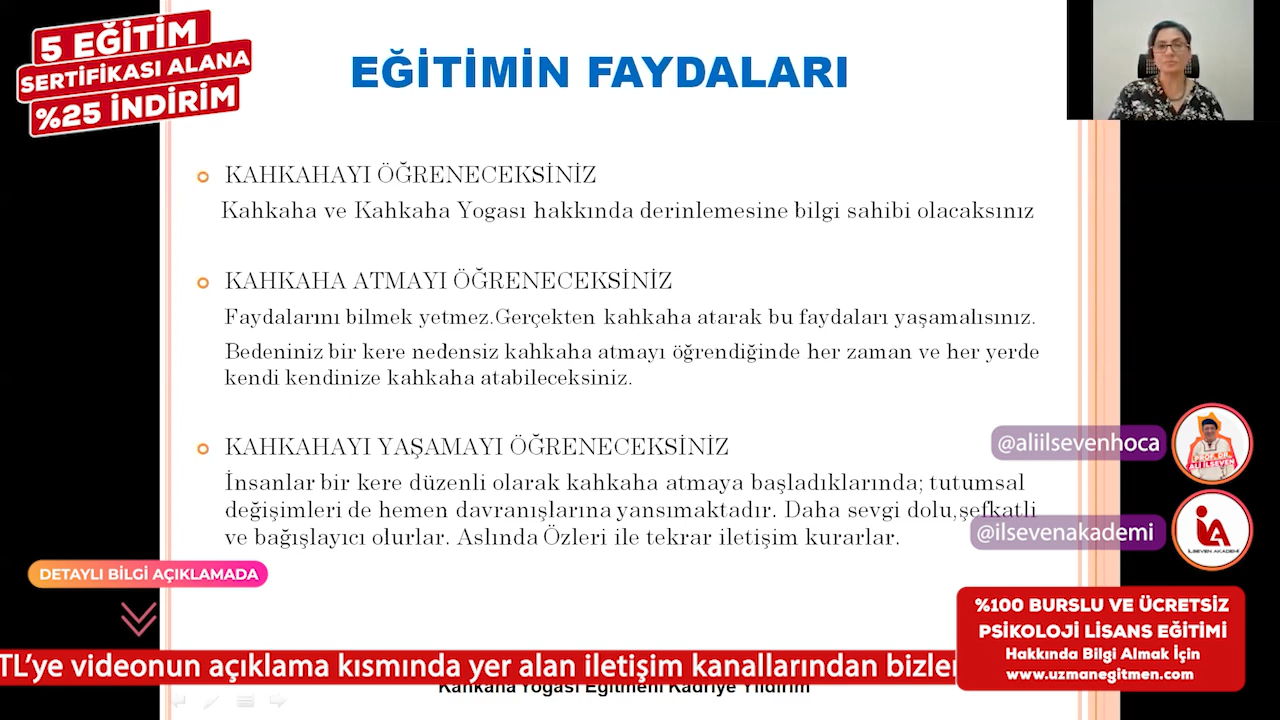 5 EĞİTİM
SERTİFİKASI ALANA
%25 İNDİRİM
EĞİTİMİN FAYDALARI
KAHKAHAYI ÖĞRENECEKSİNİZ
Kahkaha ve Kahkaha Yogası hakkında derinlemesine bilgi sahibi olacaksınız
KAHKAHA ATMAYI ÖĞRENECEKSİNİZ
Faydalarını bilmek yetmez.Gerçekten kahkaha atarak bu faydaları yaşamalısınız.
Bedeniniz bir kere nedensiz kahkaha atmayı öğrendiğinde her zaman ve her yerde
kendi kendinize kahkaha atabileceksiniz.
KAHKAHAYI YAŞAMAYI ÖĞRENECEKSİNİZ
İnsanlar bir kere düzenli olarak kahkaha atmaya başladıklarında; tutumsal
değişimleri de hemen davranışlarına yansımaktadır. Daha sevgi dolu,şefkatli
ve bağışlayıcı olurlar. Aslında Özleri ile tekrar iletişim kurarlar.
@aliilsevenhoca
PROF. DR.
ALİ İLSEVEN
@ilsevenakademi
İLSEVEN AKADEMİ
DETAYLI BİLGİ AÇIKLAMADA
%100 BURSLU VE ÜCRETSİZ
PSİKOLOJİ LİSANS EĞİTİMİ
Hakkında Bilgi Almak İçin
www.uzmanegitmen.com
TL’ye videonun açıklama kısmında yer alan iletişim kanallarından bizler
Kahkaha Yogası Eğitmeni Kadriye Yıldırım